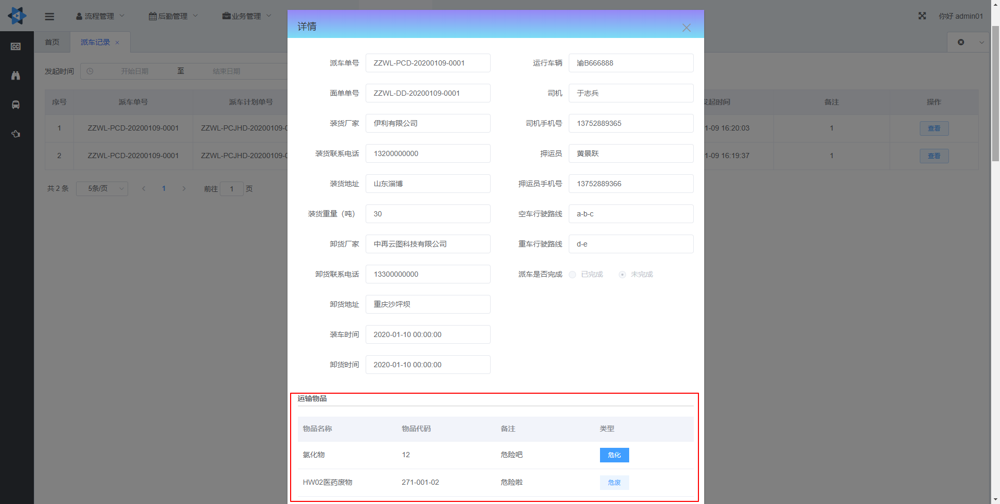 流程管理 后勤管理 业务管理 你好 admin01
首页 派车记录
发起时间 开始日期 至 结束日期
序号 派车单号 派车计划单号 发起时间 备注 操作
1 ZZWL-PCD-20200109-0001 ZZWL-PCJHD-20200109-0 1-09 16:20:03 1 查看
2 ZZWL-PCD-20200109-0001 ZZWL-PCJHD-20200109-0 1-09 16:19:37 1 查看
共 2 条 5条/页 1 前往 1 页
详情
派车单号 ZZWL-PCD-20200109-0001 运行车辆 渝B666888
面单单号 ZZWL-DD-20200109-0001 司机 于志兵
装货厂家 伊利有限公司 司机手机号 13752889365
装货联系电话 13200000000 押运员 黄景跃
装货地址 山东淄博 押运员手机号 13752889366
装货重量（吨） 30 空车行驶路线 a-b-c
卸货厂家 中再云图科技有限公司 重车行驶路线 d-e
卸货联系电话 13300000000 派车是否完成 已完成 未完成
卸货地址 重庆沙坪坝
装车时间 2020-01-10 00:00:00
卸货时间 2020-01-10 00:00:00
运输物品
物品名称 物品代码 备注 类型
氯化物 12 危险吧 危化
HW02医药废物 271-001-02 危险啦 危废